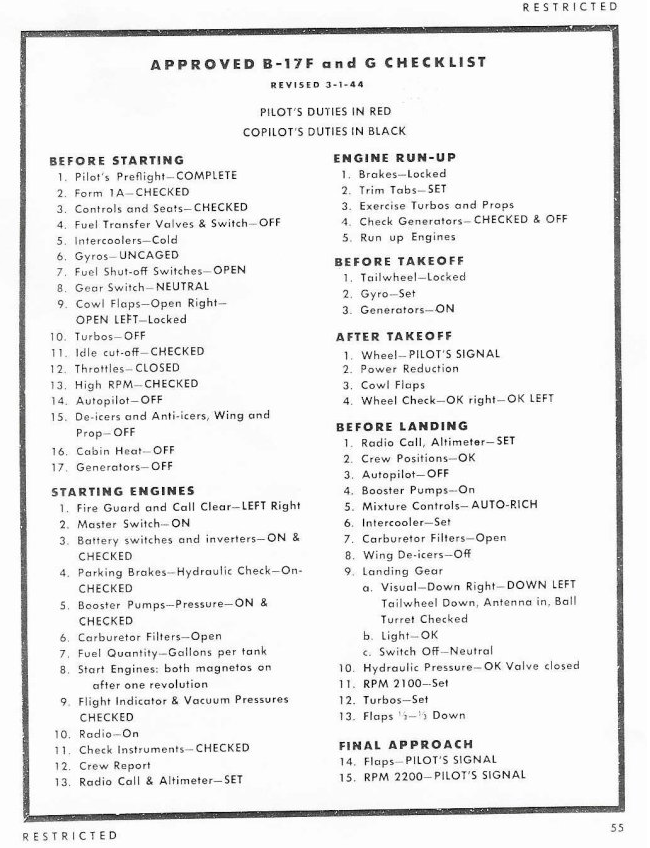 RESTRICTED
APPROVED B-17F and G CHECKLIST
REVISED 3-1-44
PILOT'S DUTIES IN RED
COPILOT'S DUTIES IN BLACK
BEFORE STARTING
1. Pilot's Preflight—COMPLETE
2. Form 1A—CHECKED
3. Controls and Seats—CHECKED
4. Fuel Transfer Valves & Switch—OFF
5. Intercoolers—Cold
6. Gyros—UNCAGED
7. Fuel Shut-off Switches—OPEN
8. Gear Switch—NEUTRAL
9. Cowl Flaps—Open Right—
OPEN LEFT—Locked
10. Turbos—OFF
11. Idle cut-off—CHECKED
12. Throttles—CLOSED
13. High RPM—CHECKED
14. Autopilot—OFF
15. De-icers and Anti-icers, Wing and
Prop—OFF
16. Cabin Heat—OFF
17. Generators—OFF
STARTING ENGINES
1. Fire Guard and Call Clear—LEFT Right
2. Master Switch—ON
3. Battery switches and inverters—ON &
CHECKED
4. Parking Brakes—Hydraulic Check—On-
CHECKED
5. Booster Pumps—Pressure—ON &
CHECKED
6. Carburetor Filters—Open
7. Fuel Quantity—Gallons per tank
8. Start Engines: both magnetos on
after one revolution
9. Flight Indicator & Vacuum Pressures
CHECKED
10. Radio—On
11. Check Instruments—CHECKED
12. Crew Report
13. Radio Call & Altimeter—SET
ENGINE RUN-UP
1. Brakes—Locked
2. Trim Tabs—SET
3. Exercise Turbos and Props
4. Check Generators—CHECKED & OFF
5. Run up Engines
BEFORE TAKEOFF
1. Tailwheel—Locked
2. Gyro—Set
3. Generators—ON
AFTER TAKEOFF
1. Wheel—PILOT'S SIGNAL
2. Power Reduction
3. Cowl Flaps
4. Wheel Check—OK right—OK LEFT
BEFORE LANDING
1. Radio Call, Altimeter—SET
2. Crew Positions—OK
3. Autopilot—OFF
4. Booster Pumps—On
5. Mixture Controls—AUTO-RICH
6. Intercooler—Set
7. Carburetor Filters—Open
8. Wing De-icers—Off
9. Landing Gear
a. Visual—Down Right—DOWN LEFT
Tailwheel Down, Antenna in, Ball
Turret Checked
b. Light—OK
c. Switch Off—Neutral
10. Hydraulic Pressure—OK Valve closed
11. RPM 2100—Set
12. Turbos—Set
13. Flaps ⅓—⅓ Down
FINAL APPROACH
14. Flaps—PILOT'S SIGNAL
15. RPM 2200—PILOT'S SIGNAL
RESTRICTED
55